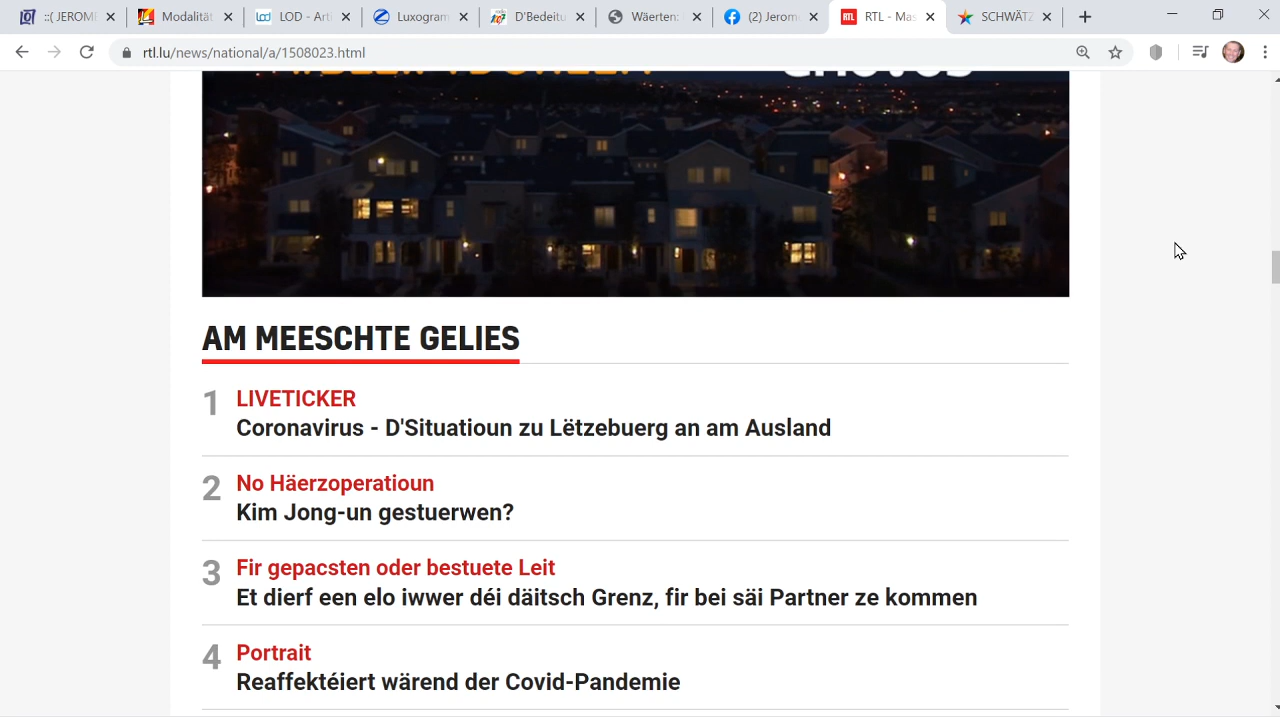 ::( JEROME
Modalität
LOD - Arti
Luxogram
D'Bedeitu
Wäerten:
(2) Jerom
RTL - Mas
SCHWÄTZ
rtl.lu/news/national/a/1508023.html
AM MEESCHTE GELIES
1 LIVETICKER
Coronavirus - D'Situatioun zu Lëtzebuerg an am Ausland
2 No Häerzoperatioun
Kim Jong-un gestuerwen?
3 Fir gepacsten oder bestuete Leit
Et dierf een elo iwwer déi däitsch Grenz, fir bei säi Partner ze kommen
4 Portrait
Reaffektéiert wärend der Covid-Pandemie